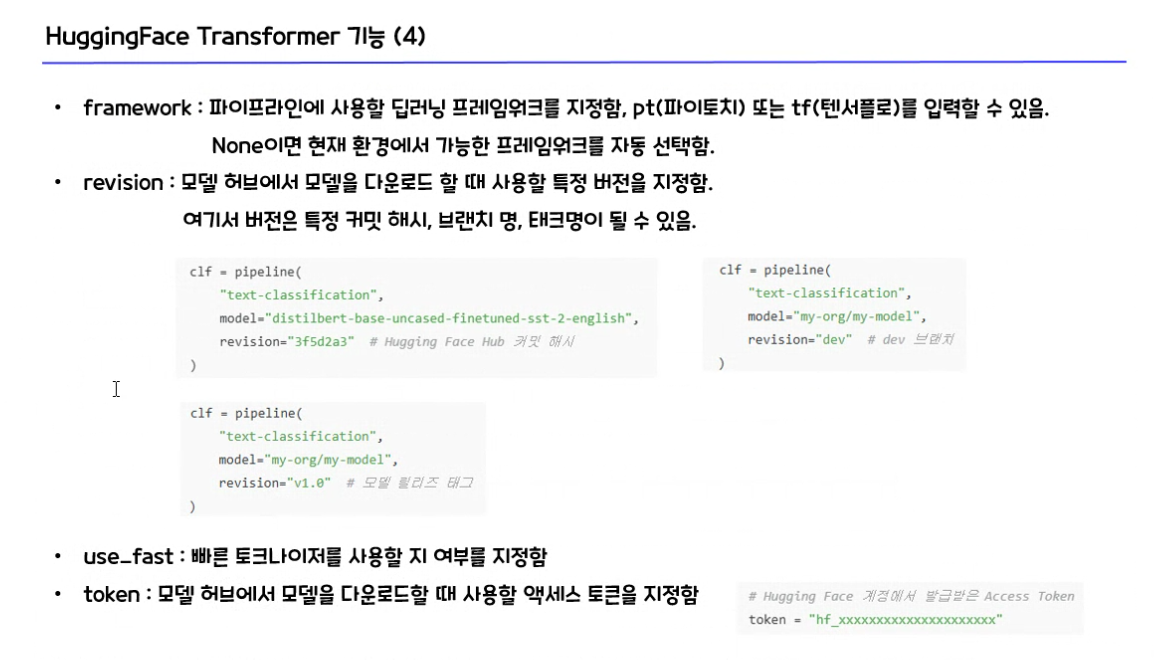 HuggingFace Transformer 기능 (4)
• framework : 파이프라인에 사용할 딥러닝 프레임워크를 지정함, pt(파이토치) 또는 tf(텐서플로)를 입력할 수 있음.
None이면 현재 환경에서 가능한 프레임워크를 자동 선택함.
• revision : 모델 허브에서 모델을 다운로드 할 때 사용할 특정 버전을 지정함.
여기서 버전은 특정 커밋 해시, 브랜치 명, 태크명이 될 수 있음.
clf = pipeline(
"text-classification",
model="distilbert-base-uncased-finetuned-sst-2-english",
revision="3f5d2a3" # Hugging Face Hub 커밋 해시
)
clf = pipeline(
"text-classification",
model="my-org/my-model",
revision="dev" # dev 브랜치
)
clf = pipeline(
"text-classification",
model="my-org/my-model",
revision="v1.0" # 모델 릴리즈 태그
)
• use_fast : 빠른 토크나이저를 사용할 지 여부를 지정함
• token : 모델 허브에서 모델을 다운로드할 때 사용할 액세스 토큰을 지정함
# Hugging Face 계정에서 발급받은 Access Token
token = "hf_xxxxxxxxxxxxxxxxxxxxx"